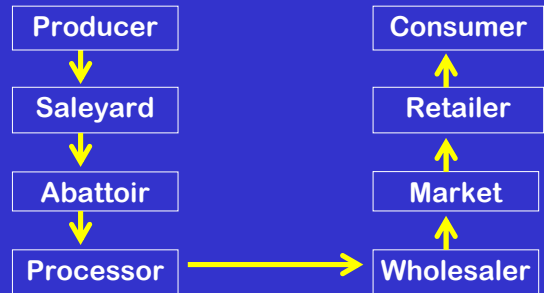 Producer
Consumer
Saleyard
Retailer
Abattoir
Market
Processor
Wholesaler